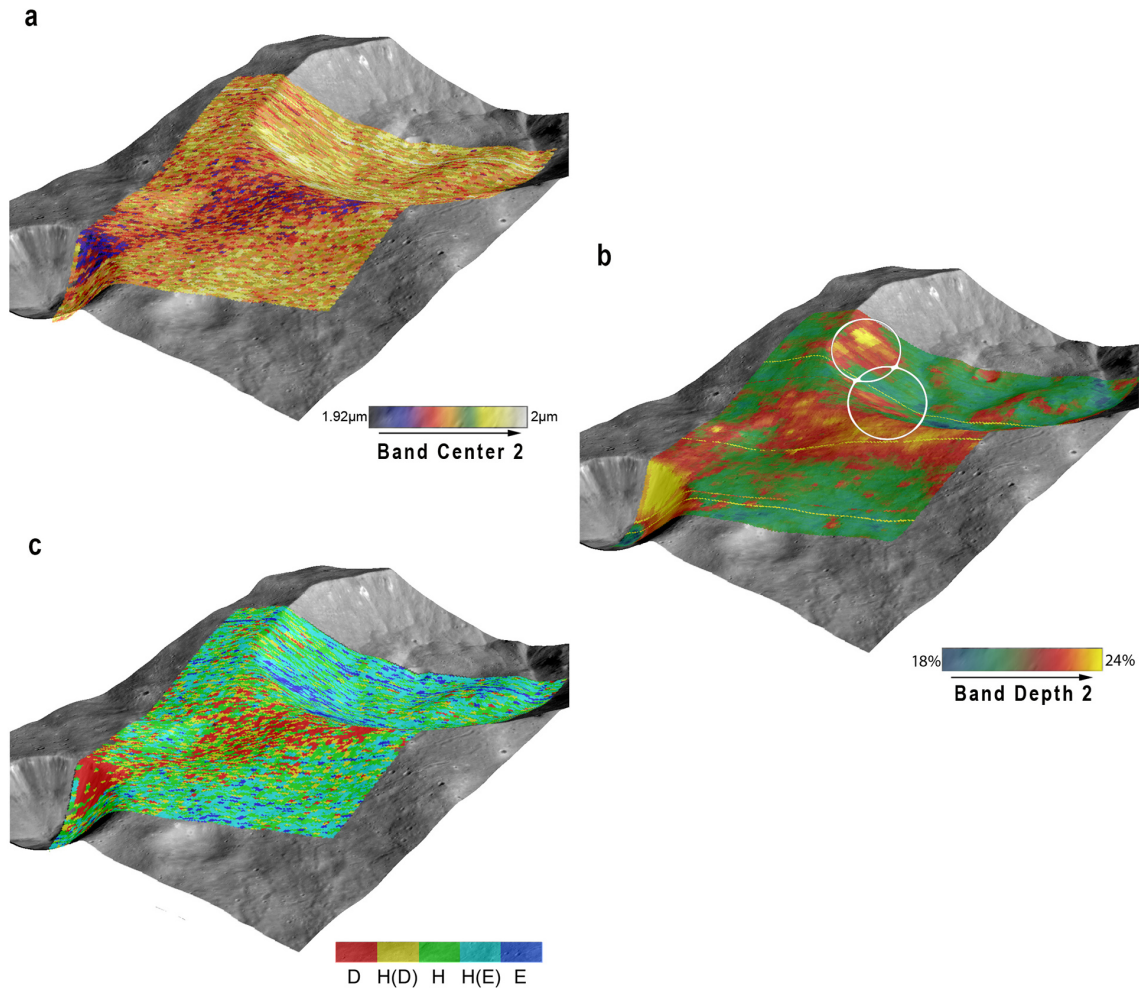 a
1.92µm
2µm
Band Center 2
b
18%
24%
Band Depth 2
c
D H(D) H H(E) E